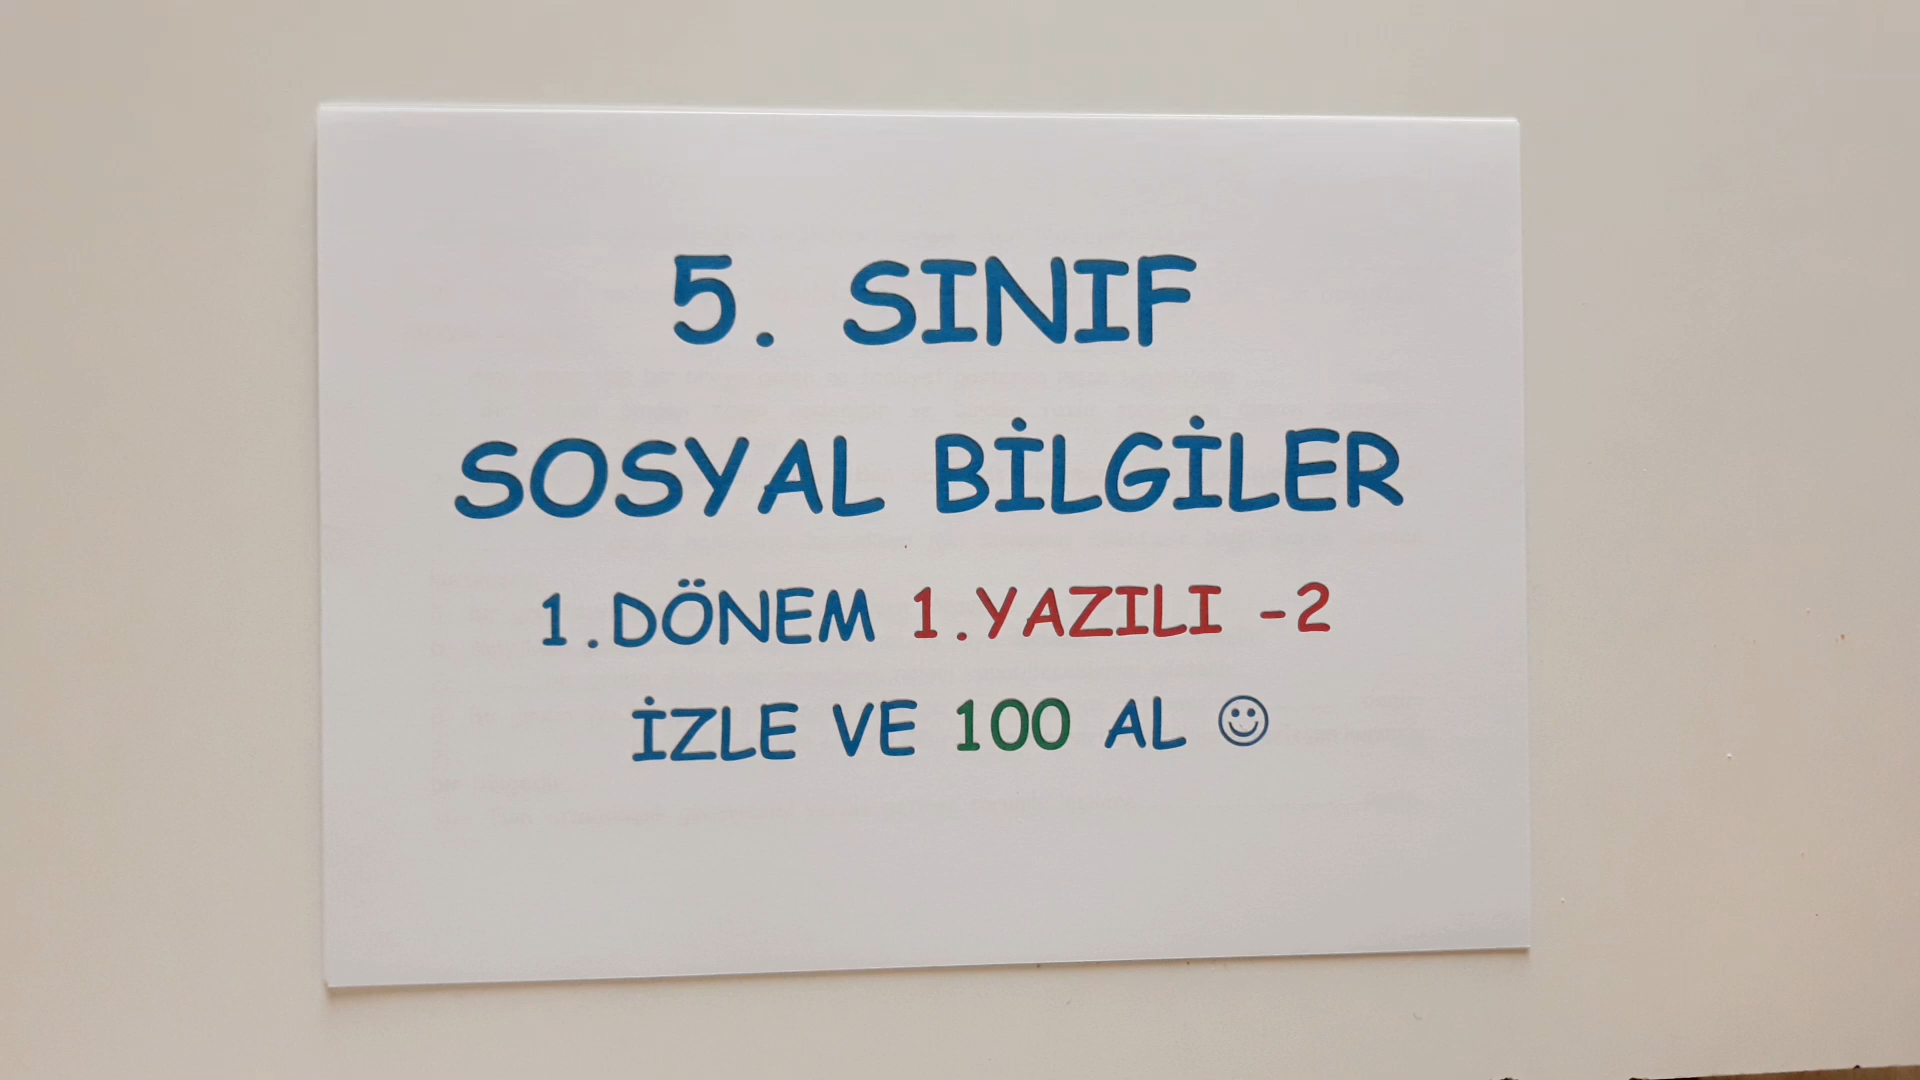 5. SINIF
SOSYAL BİLGİLER
1.DÖNEM 1.YAZILI -2
İZLE VE 100 AL ☺